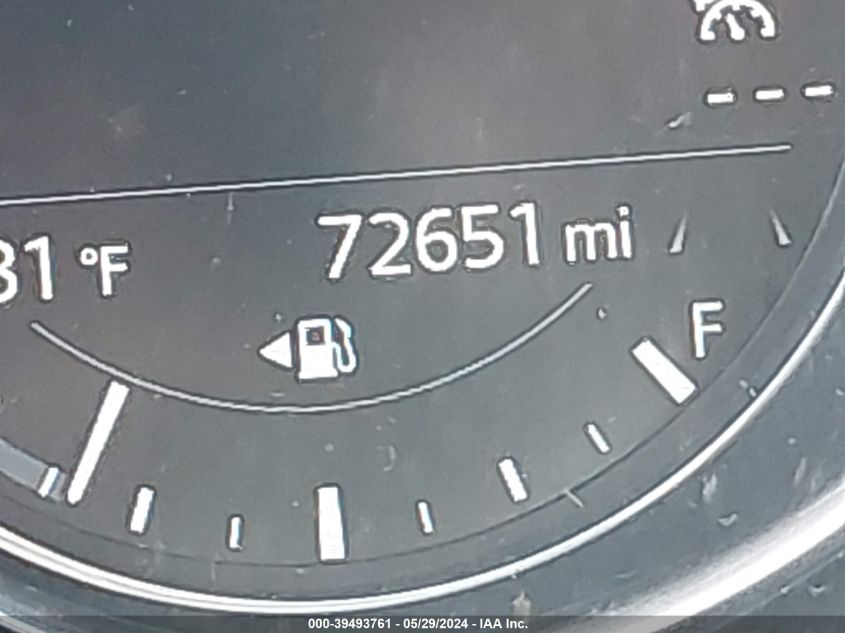 72651 mi
°F
F
000-39493761 - 05/29/2024 - IAA Inc.